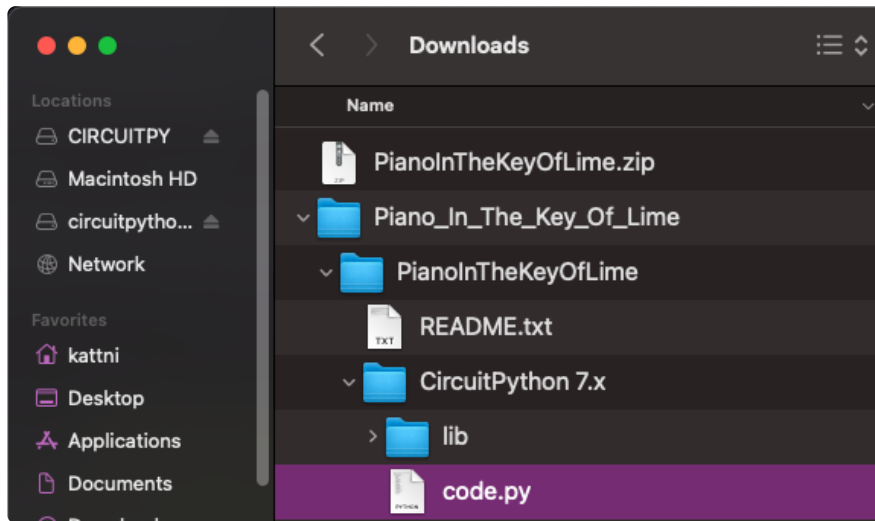 Downloads
Locations
CIRCUITPY
Macintosh HD
circuitpytho...
Network
Favorites
kattni
Desktop
Applications
Documents
Name
PianoInTheKeyOfLime.zip
Piano_In_The_Key_Of_Lime
PianoInTheKeyOfLime
README.txt
CircuitPython 7.x
lib
code.py
ZIP
TXT
PYTHON